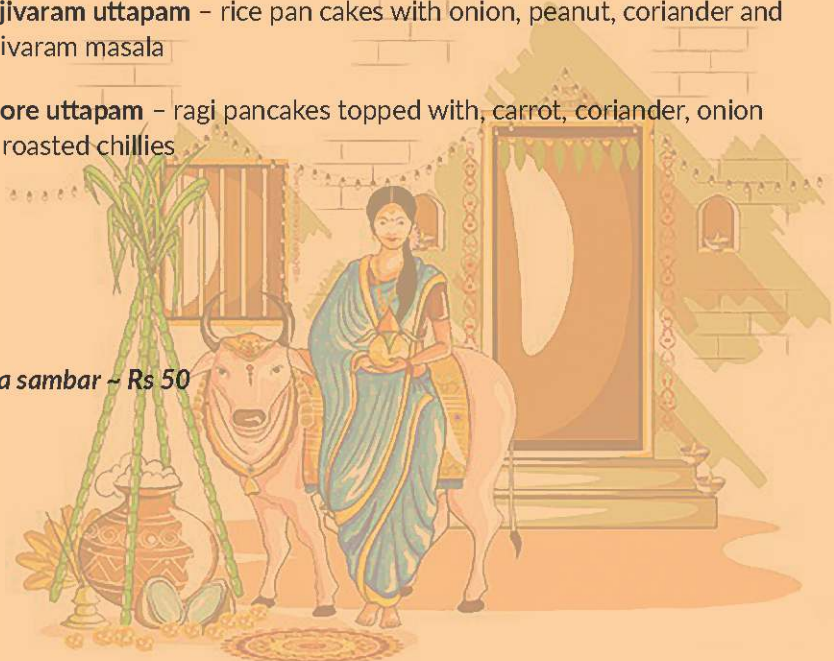 jivaram uttapam – rice pan cakes with onion, peanut, coriander and
ivaram masala
ore uttapam – ragi pancakes topped with, carrot, coriander, onion
roasted chillies
a sambar ~ Rs 50